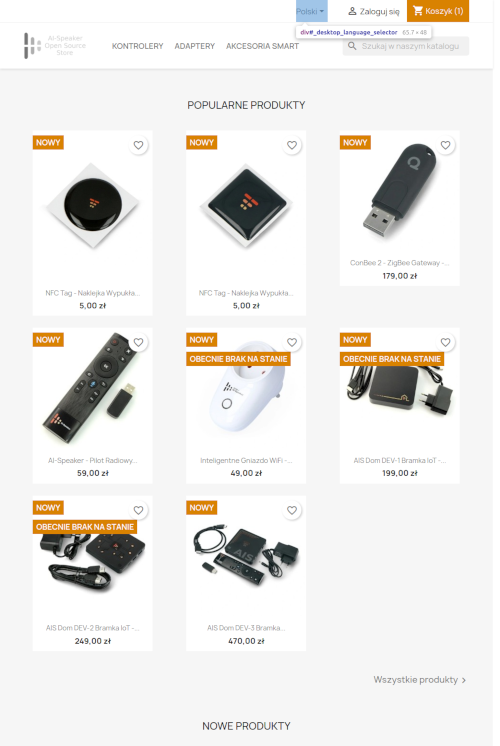 Polski
Zaloguj się
Koszyk (1)
div#_desktop_language_selector 65.7 × 48
AI-Speaker
Open Source
Store
KONTROLERY
ADAPTERY
AKCESORIA SMART
Szukaj w naszym katalogu
POPULARNE PRODUKTY
NOWY
NOWY
NOWY
NFC Tag - Naklejka Wypukła...
5,00 zł
NFC Tag - Naklejka Wypukła...
5,00 zł
ConBee 2 - ZigBee Gateway -...
179,00 zł
NOWY
NOWY
OBECNIE BRAK NA STANIE
NOWY
OBECNIE BRAK NA STANIE
AI-Speaker - Pilot Radiowy...
59,00 zł
Inteligentne Gniazdo WiFi -...
49,00 zł
AIS Dom DEV-1 Bramka IoT -...
199,00 zł
NOWY
OBECNIE BRAK NA STANIE
NOWY
AIS
AIS Dom DEV-2 Bramka IoT -...
249,00 zł
AIS Dom DEV-3 Bramka...
470,00 zł
Wszystkie produkty
NOWE PRODUKTY